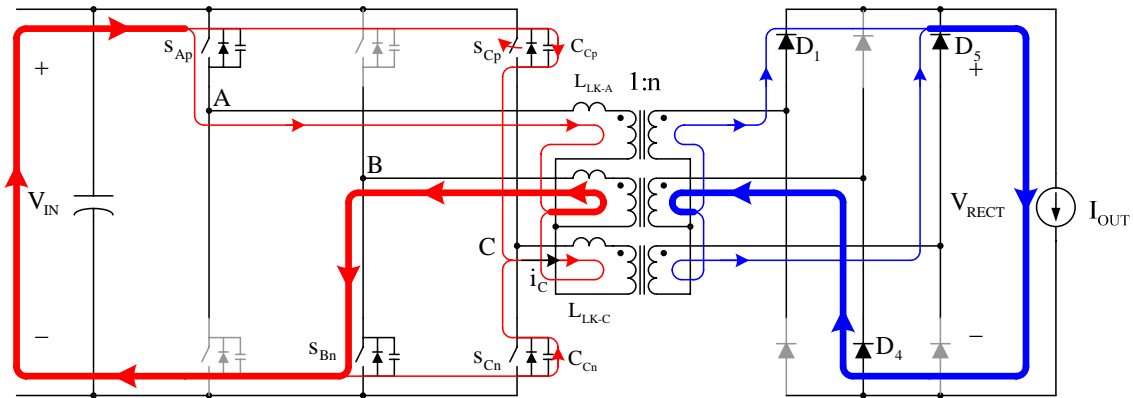 s_Ap
s_Cp
C_Cp
D_1
D_5
+
+
L_LK-A
1:n
A
B
V_IN
V_RECT
I_OUT
C
i_C
L_LK-C
−
−
s_Bn
s_Cn
C_Cn
D_4